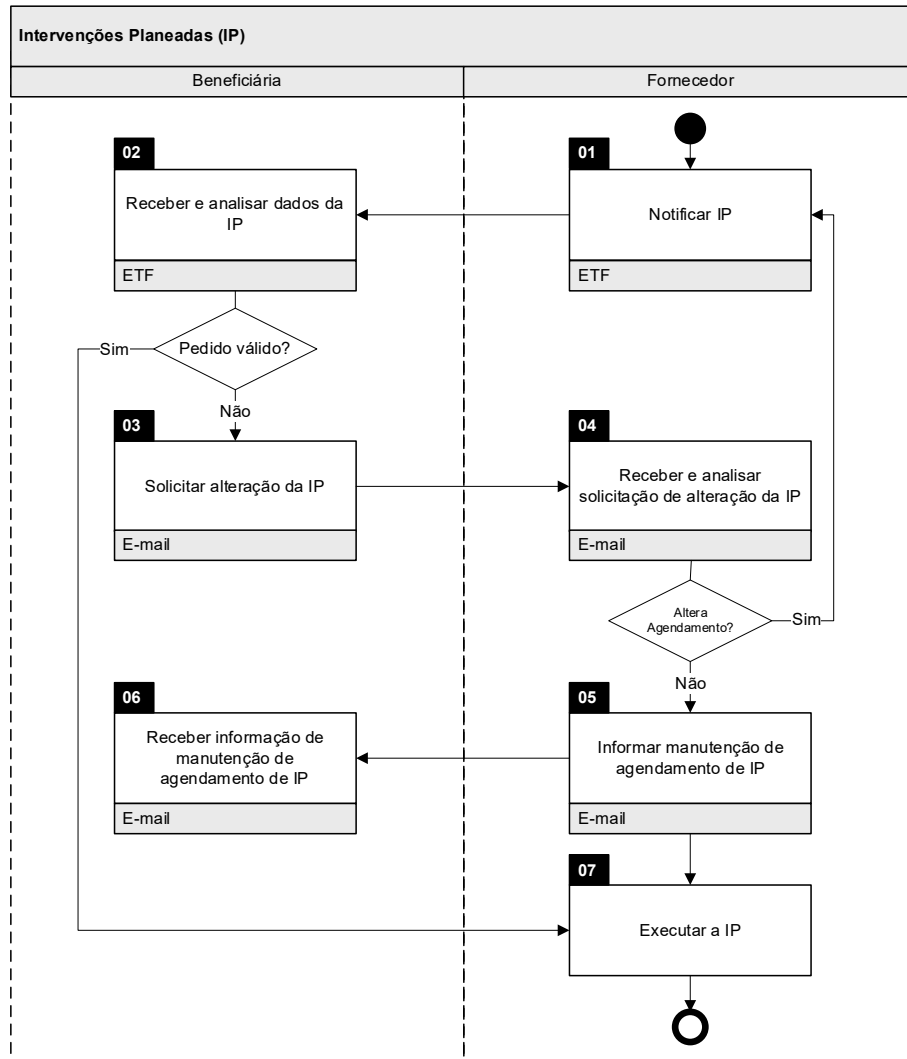 Intervenções Planeadas (IP)
Beneficiária
Fornecedor
02
Receber e analisar dados da
IP
ETF
01
Notificar IP
ETF
Pedido válido?
Sim
Não
03
Solicitar alteração da IP
E-mail
04
Receber e analisar
solicitação de alteração da IP
E-mail
Altera
Agendamento?
Sim
Não
06
Receber informação de
manutenção de
agendamento de IP
E-mail
05
Informar manutenção de
agendamento de IP
E-mail
07
Executar a IP